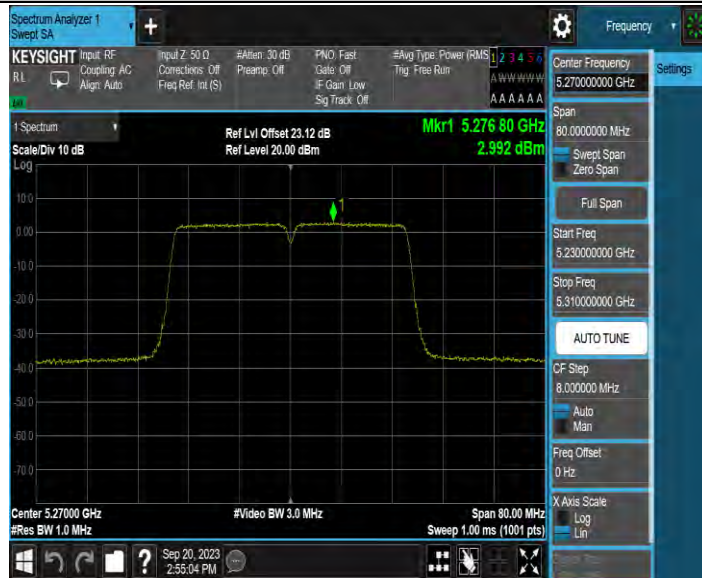 Spectrum Analyzer 1
Swept SA
Frequency
KEYSIGHT
RL
Input: RF
Coupling: AC
Align: Auto
Input Z: 50 Ω
Corrections: Off
Freq Ref: Int (S)
#Atten: 30 dB
Preamp: Off
PNO: Fast
Gate: Off
IF Gain: Low
Sig Track: Off
#Avg Type: Power (RMS
Trig: Free Run
1 2 3 4 5 6
A W W W W W
A A A A A A
1 Spectrum
Scale/Div 10 dB
Ref Lvl Offset 23.12 dB
Ref Level 20.00 dBm
Mkr1 5.276 80 GHz
2.992 dBm
Log
10.0
0.00
-10.0
-20.0
-30.0
-40.0
-50.0
-60.0
-70.0
1
Center 5.27000 GHz
#Res BW 1.0 MHz
#Video BW 3.0 MHz
Span 80.00 MHz
Sweep 1.00 ms (1001 pts)
Center Frequency
5.270000000 GHz
Settings
Span
80.0000000 MHz
Swept Span
Zero Span
Full Span
Start Freq
5.230000000 GHz
Stop Freq
5.310000000 GHz
AUTO TUNE
CF Step
8.000000 MHz
Auto
Man
Freq Offset
0 Hz
X Axis Scale
Log
Lin
?
Sep 20, 2023
2:55:04 PM